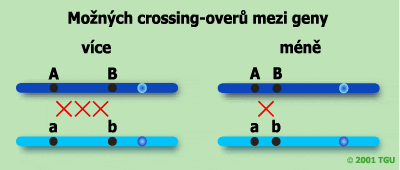 Možných crossing-overů mezi geny
více méně
A B A B
a b a b
© 2001 TGU